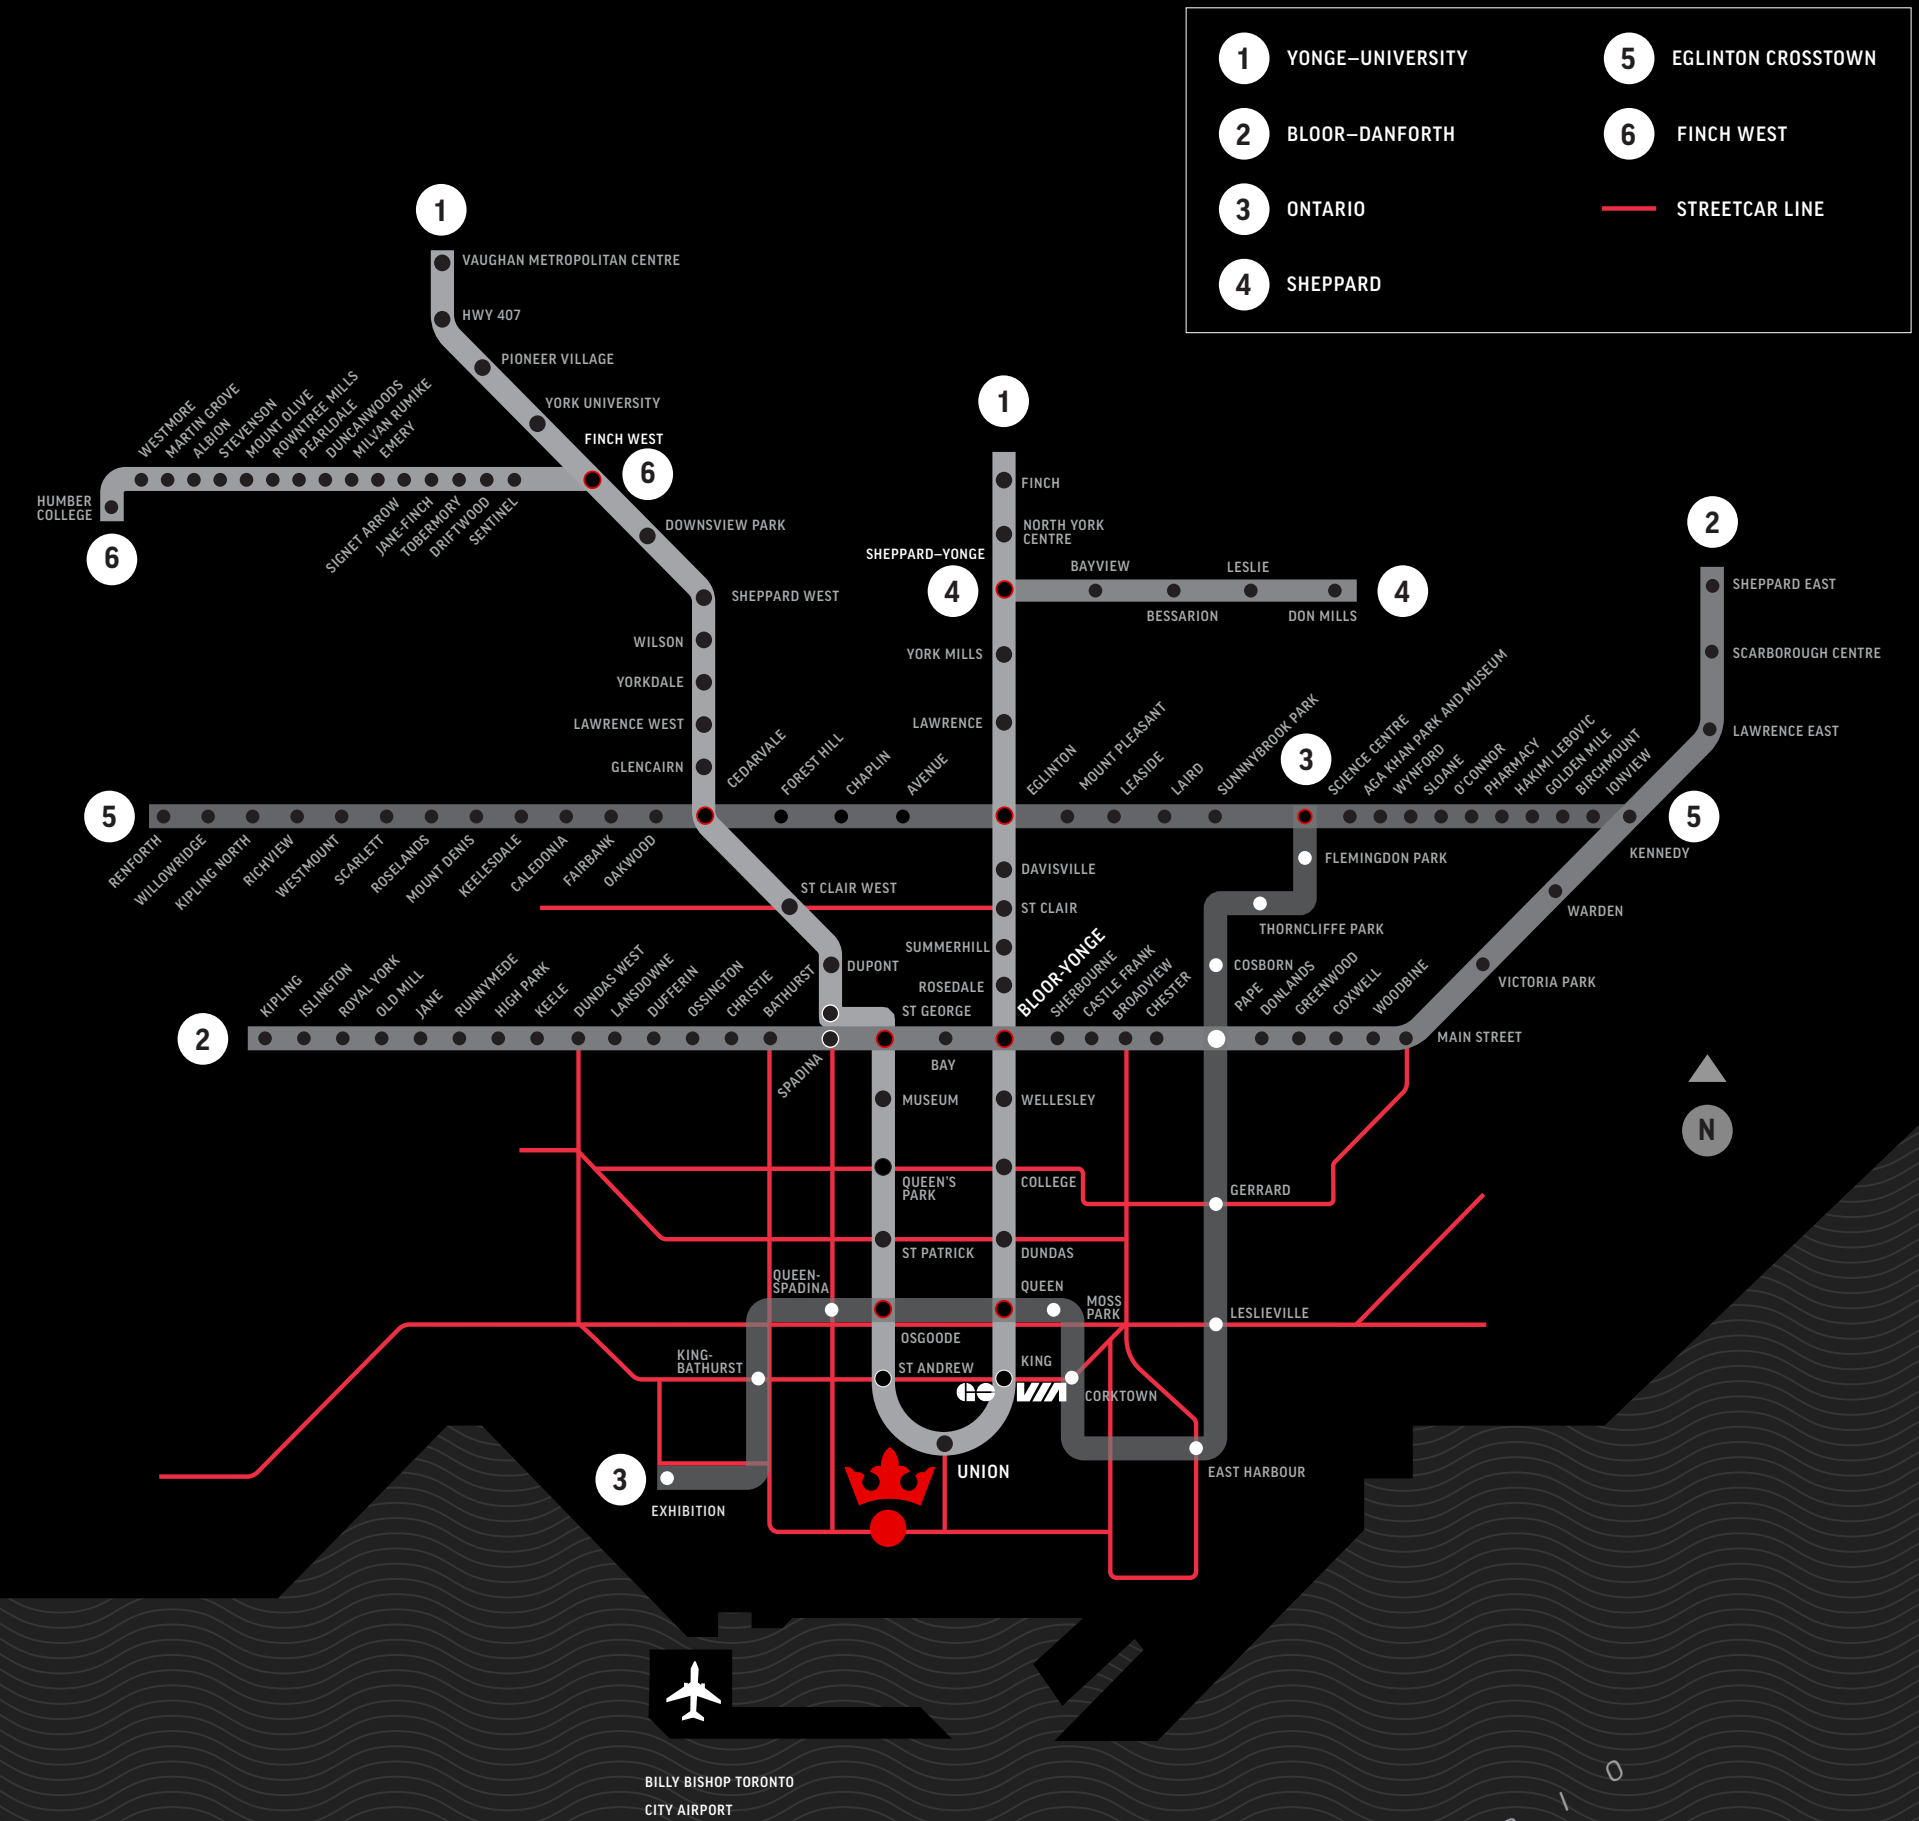 1 YONGE–UNIVERSITY
5 EGLINTON CROSSTOWN
2 BLOOR–DANFORTH
6 FINCH WEST
3 ONTARIO
STREETCAR LINE
4 SHEPPARD
1
VAUGHAN METROPOLITAN CENTRE
HWY 407
PIONEER VILLAGE
YORK UNIVERSITY
FINCH WEST
6
WESTMORE
MARTIN GROVE
ALBION
STEVENSON
MOUNT OLIVE
ROWNTREE MILLS
PEARLDALE
DUNCANWOODS
MILVAN RUMIKE
EMERY
HUMBER
COLLEGE
6
SIGNET ARROW
JANE-FINCH
TOBERMORY
DRIFTWOOD
SENTINEL
DOWNSVIEW PARK
SHEPPARD WEST
WILSON
YORKDALE
LAWRENCE WEST
GLENCAIRN
1
FINCH
NORTH YORK
CENTRE
SHEPPARD–YONGE
4
BAYVIEW
BESSARION
LESLIE
DON MILLS
4
YORK MILLS
LAWRENCE
2
SHEPPARD EAST
SCARBOROUGH CENTRE
LAWRENCE EAST
5
RENFORTH
WILLOWRIDGE
KIPLING NORTH
RICHVIEW
WESTMOUNT
SCARLETT
ROSELANDS
MOUNT DENIS
KEELESDALE
CALEDONIA
FAIRBANK
OAKWOOD
CEDARVALE
FOREST HILL
CHAPLIN
AVENUE
EGLINTON
MOUNT PLEASANT
LEASIDE
LAIRD
SUNNNYBROOK PARK
3
SCIENCE CENTRE
AGA KHAN PARK AND MUSEUM
WYNFORD
SLOANE
O'CONNOR
PHARMACY
HAKIMI LEBOVIC
GOLDEN MILE
BIRCHMOUNT
IONVIEW
5
KENNEDY
ST CLAIR WEST
DAVISVILLE
ST CLAIR
SUMMERHILL
ROSEDALE
FLEMINGDON PARK
THORNCLIFFE PARK
COSBORN
WARDEN
VICTORIA PARK
MAIN STREET
DUPONT
ST GEORGE
2
KIPLING
ISLINGTON
ROYAL YORK
OLD MILL
JANE
RUNNYMEDE
HIGH PARK
KEELE
DUNDAS WEST
LANSDOWNE
DUFFERIN
OSSINGTON
CHRISTIE
BATHURST
SPADINA
BAY
BLOOR-YONGE
SHERBOURNE
CASTLE FRANK
BROADVIEW
CHESTER
PAPE
DONLANDS
GREENWOOD
COXWELL
WOODBINE
N
MUSEUM
WELLESLEY
QUEEN'S
PARK
COLLEGE
GERRARD
ST PATRICK
DUNDAS
QUEEN-
SPADINA
QUEEN
MOSS
PARK
LESLIEVILLE
OSGOODE
KING-
BATHURST
ST ANDREW
KING
GO VIA
CORKTOWN
UNION
EAST HARBOUR
3
EXHIBITION
BILLY BISHOP TORONTO
CITY AIRPORT